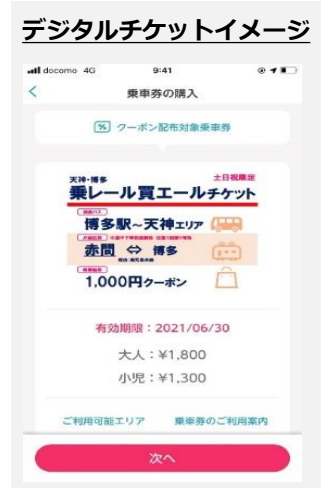 デジタルチケットイメージ
docomo 4G 9:41
乗車券の購入
クーポン配布対象乗車券
天神・博多
土日祝限定
乗レール買エールチケット
博多駅~天神エリア
赤間 ⇔ 博多
1,000円クーポン
有効期限:2021/06/30
大人:¥1,800
小児:¥1,300
ご利用可能エリア 乗車券のご利用案内
次へ